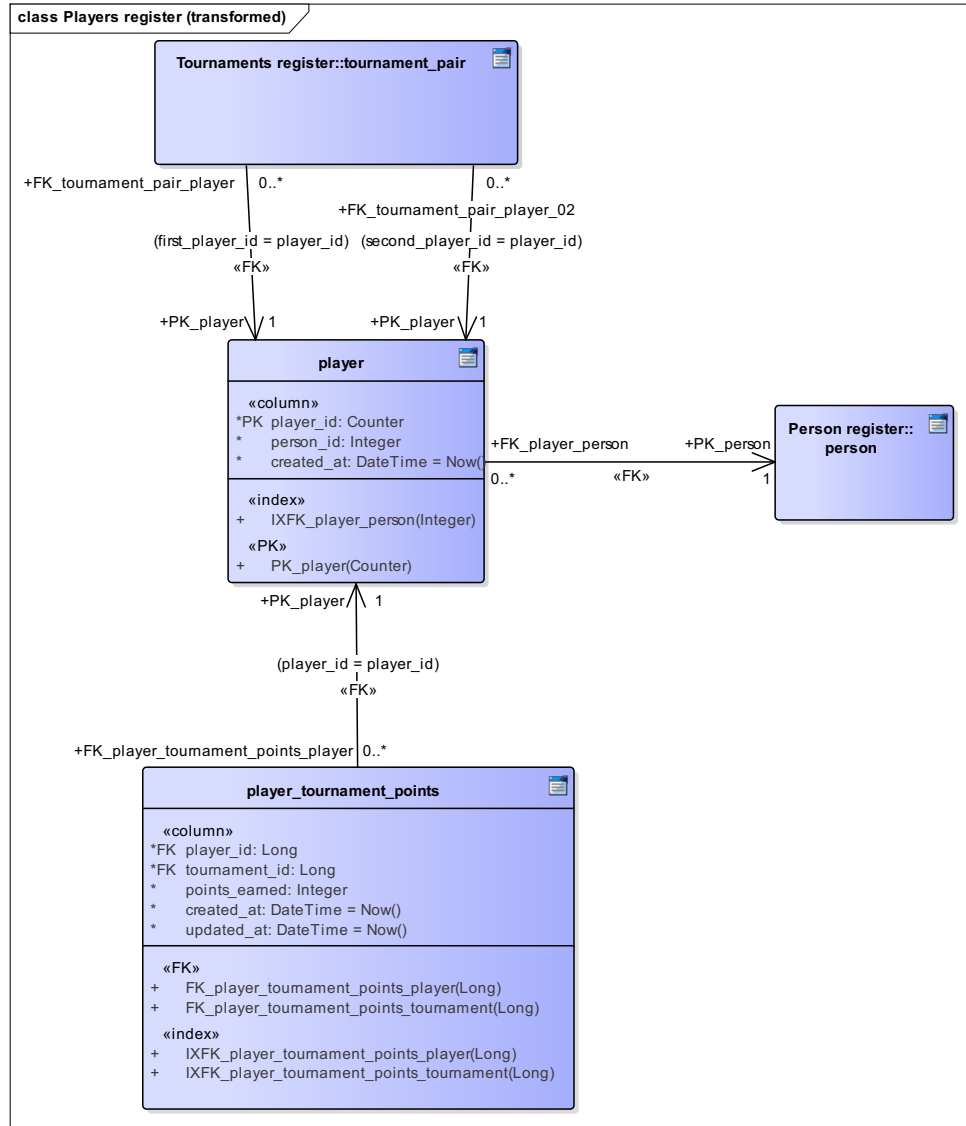 class Players register (transformed)
Tournaments register::tournament_pair
+FK_tournament_pair_player 0..*
0..*
+FK_tournament_pair_player_02
(first_player_id = player_id)
(second_player_id = player_id)
«FK»
«FK»
+PK_player 1
+PK_player 1
player
«column»
*PK player_id: Counter
* person_id: Integer
* created_at: DateTime = Now()
«index»
+ IXFK_player_person(Integer)
«PK»
+ PK_player(Counter)
+FK_player_person
0..*
«FK»
+PK_person
1
Person register::
person
+PK_player 1
(player_id = player_id)
«FK»
+FK_player_tournament_points_player 0..*
player_tournament_points
«column»
*FK player_id: Long
*FK tournament_id: Long
* points_earned: Integer
* created_at: DateTime = Now()
* updated_at: DateTime = Now()
«FK»
+ FK_player_tournament_points_player(Long)
+ FK_player_tournament_points_tournament(Long)
«index»
+ IXFK_player_tournament_points_player(Long)
+ IXFK_player_tournament_points_tournament(Long)